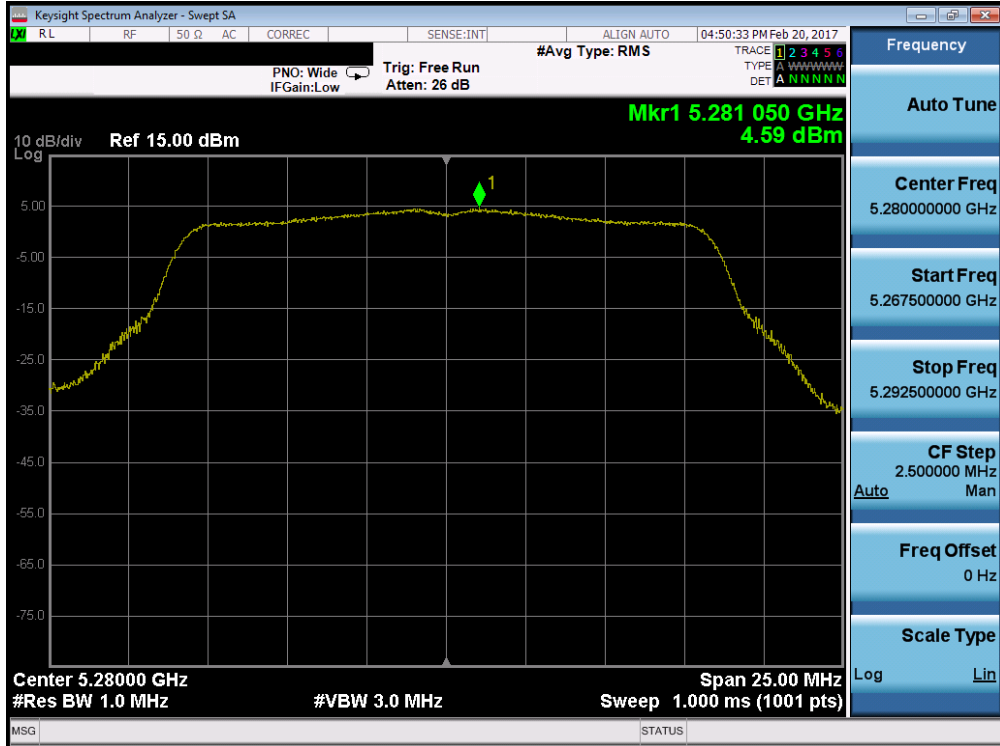 Keysight Spectrum Analyzer - Swept SA
LXI RL RF 50 Ω AC CORREC SENSE:INT ALIGN AUTO 04:50:33 PM Feb 20, 2017
#Avg Type: RMS TRACE 1 2 3 4 5 6
PNO: Wide Trig: Free Run TYPE A WWWWW
IFGain:Low Atten: 26 dB DET A N N N N N
Mkr1 5.281 050 GHz
4.59 dBm
10 dB/div Ref 15.00 dBm
Log
1
5.00
-5.00
-15.0
-25.0
-35.0
-45.0
-55.0
-65.0
-75.0
Center 5.28000 GHz Span 25.00 MHz
#Res BW 1.0 MHz #VBW 3.0 MHz Sweep 1.000 ms (1001 pts)
MSG STATUS
Frequency
Auto Tune
Center Freq
5.280000000 GHz
Start Freq
5.267500000 GHz
Stop Freq
5.292500000 GHz
CF Step
2.500000 MHz
Auto Man
Freq Offset
0 Hz
Scale Type
Log Lin